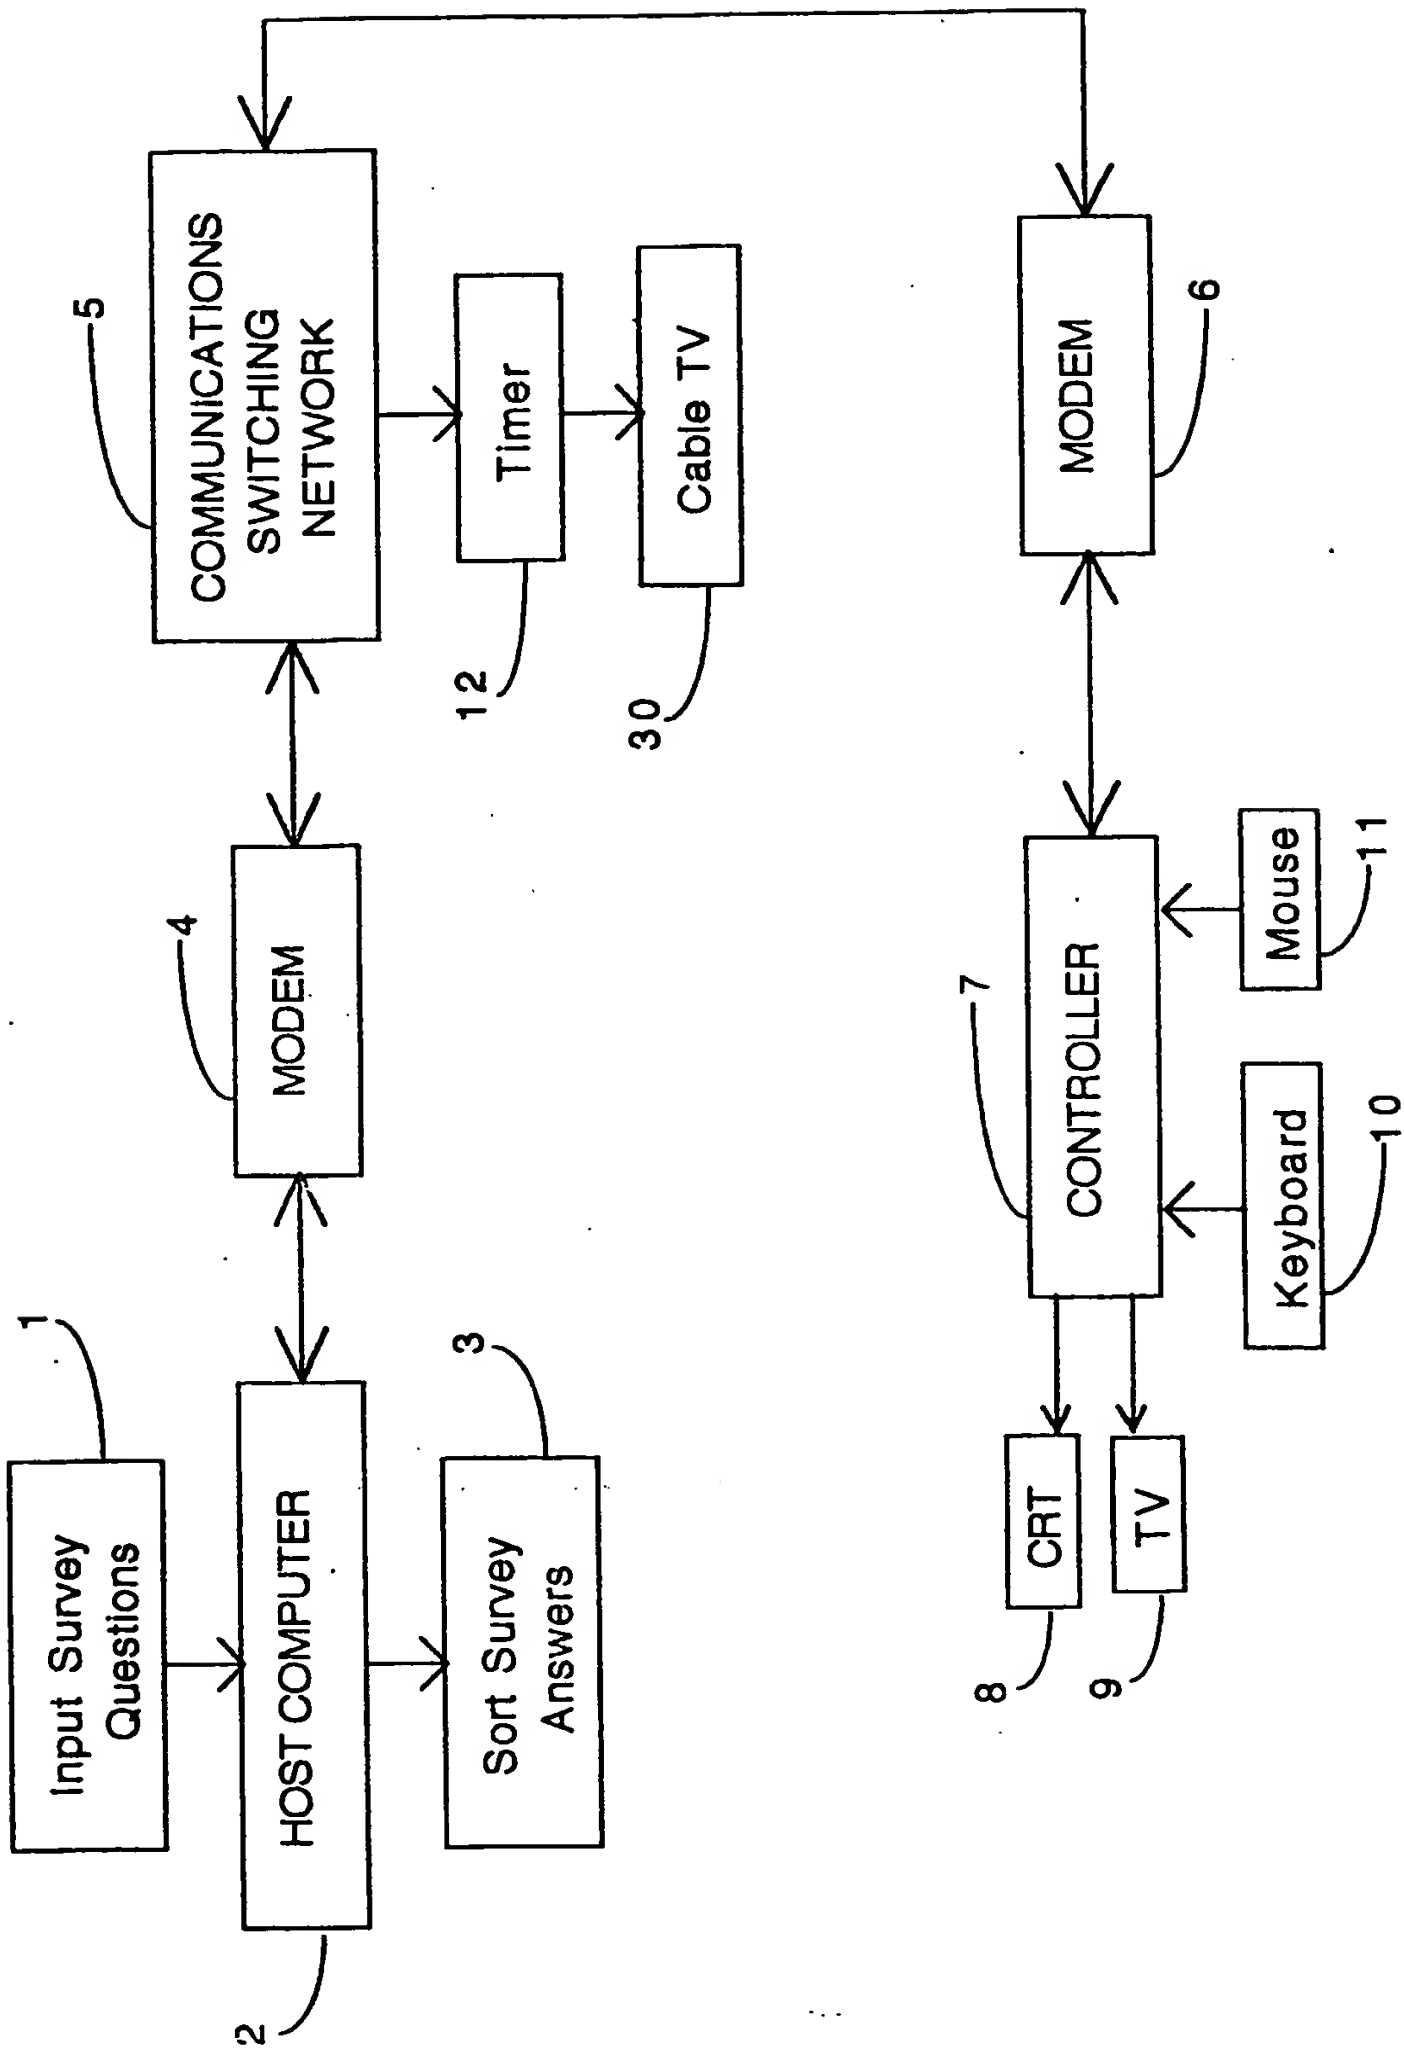 1
Input Survey
Questions
HOST COMPUTER
2
3
Sort Survey
Answers
4
MODEM
5
COMMUNICATIONS
SWITCHING
NETWORK
12
Timer
30
Cable TV
MODEM
6
7
CONTROLLER
8
CRT
9
TV
Keyboard
10
Mouse
11